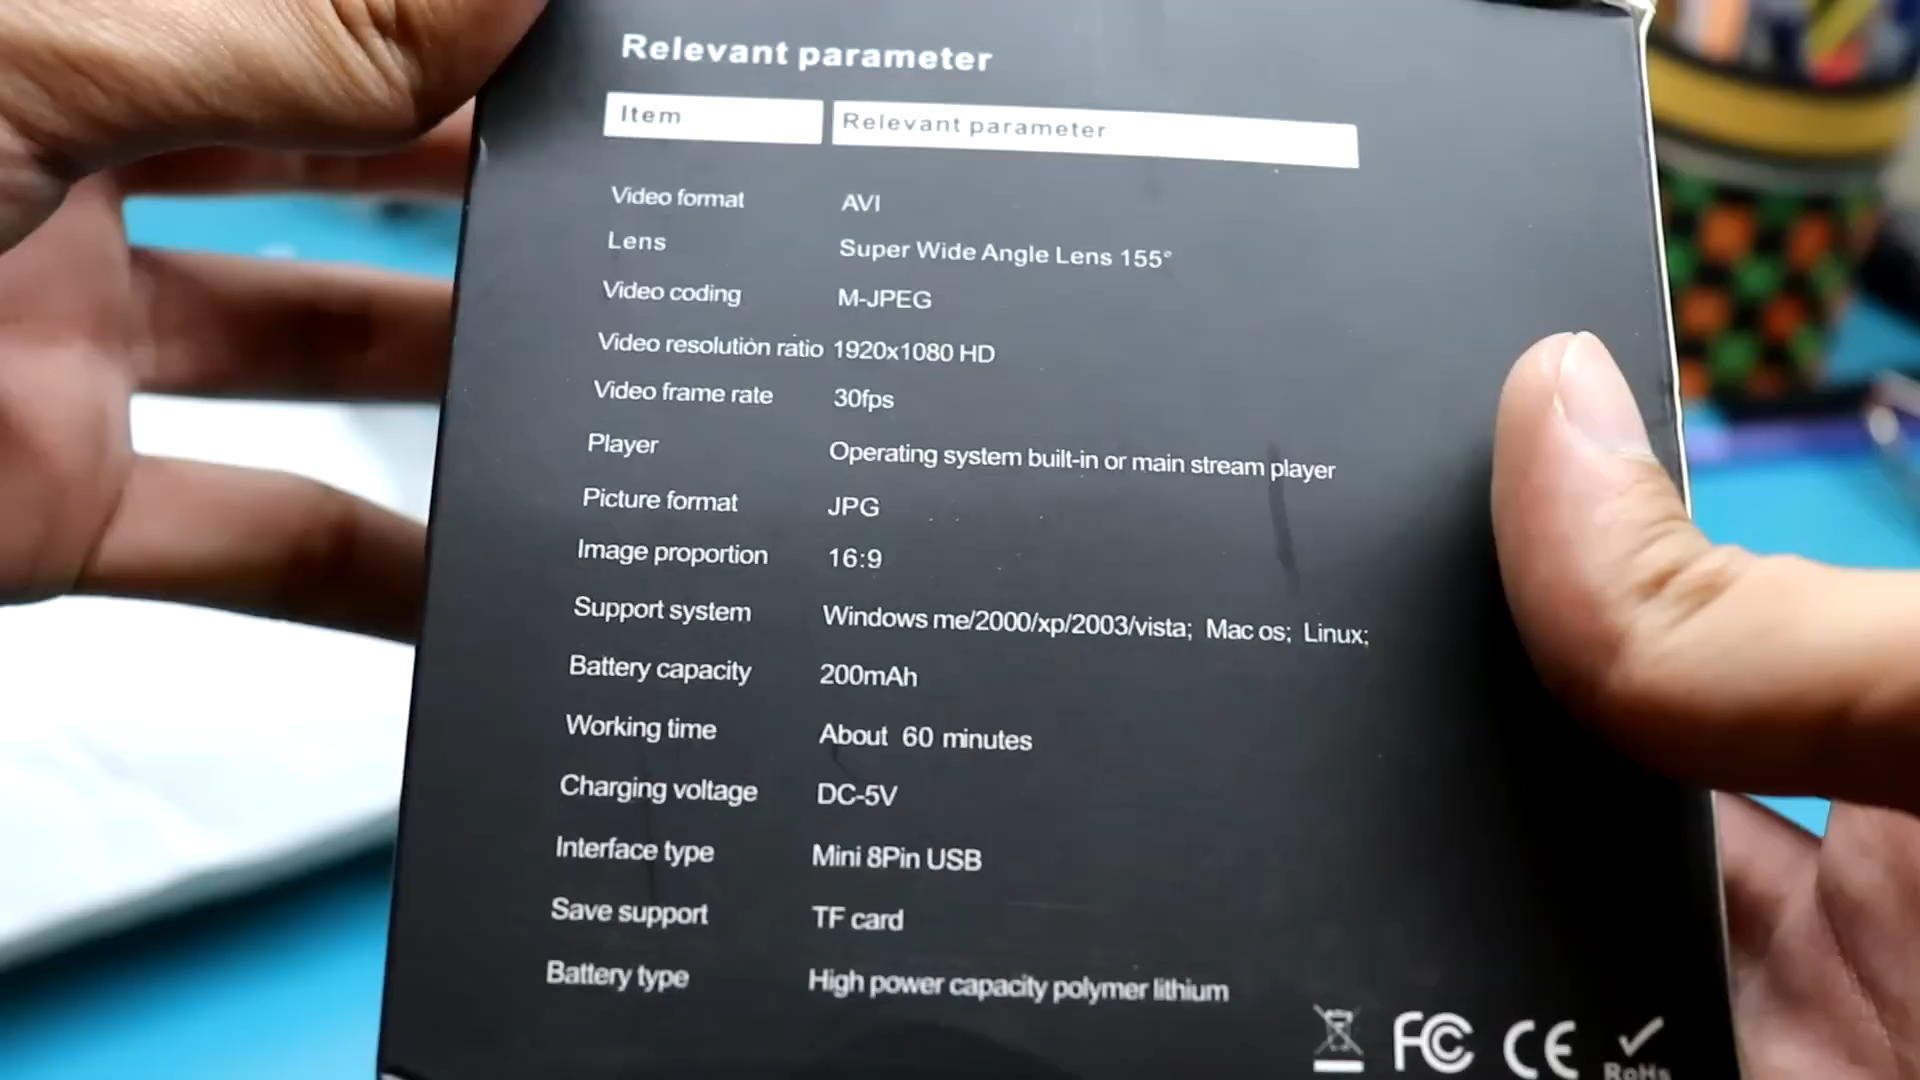 Relevant parameter
Item Relevant parameter
Video format AVI
Lens Super Wide Angle Lens 155°
Video coding M-JPEG
Video resolution ratio 1920x1080 HD
Video frame rate 30fps
Player Operating system built-in or main stream player
Picture format JPG
Image proportion 16:9
Support system Windows me/2000/xp/2003/vista; Mac os; Linux;
Battery capacity 200mAh
Working time About 60 minutes
Charging voltage DC-5V
Interface type Mini 8Pin USB
Save support TF card
Battery type High power capacity polymer lithium
FC CE RoHs